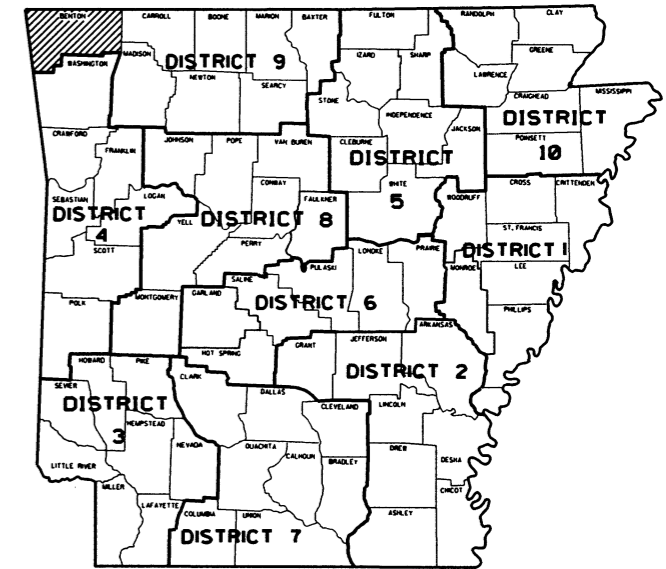 BENTON
CARROLL
BOONE
MARION
BAXTER
FULTON
RANDOLPH
CLAY
WASHINGTON
MADISON
DISTRICT 9
NEWTON
SEARCY
IZARD
SHARP
GREENE
LAWRENCE
STONE
INDEPENDENCE
CRAIGHEAD
MISSISSIPPI
DISTRICT
10
POINSETT
JACKSON
CRAWFORD
FRANKLIN
JOHNSON
POPE
VAN BUREN
CLEBURNE
DISTRICT
5
WHITE
WOODRUFF
CROSS
CRITTENDEN
SEBASTIAN
LOGAN
DISTRICT
4
SCOTT
YELL
CONWAY
FAULKNER
DISTRICT 8
PERRY
ST. FRANCIS
DISTRICT 1
LEE
MONROE
PHILLIPS
LONOKE
PRAIRIE
PULASKI
SALINE
GARLAND
DISTRICT 6
POLK
MONTGOMERY
HOT SPRING
GRANT
JEFFERSON
ARKANSAS
DISTRICT 2
HOWARD
PIKE
CLARK
SEVIER
DISTRICT
3
HEMPSTEAD
NEVADA
DALLAS
CLEVELAND
LINCOLN
OUACHITA
CALHOUN
BRADLEY
DREW
DESHA
CHICOT
LITTLE RIVER
MILLER
LAFAYETTE
COLUMBIA
UNION
ASHLEY
DISTRICT 7